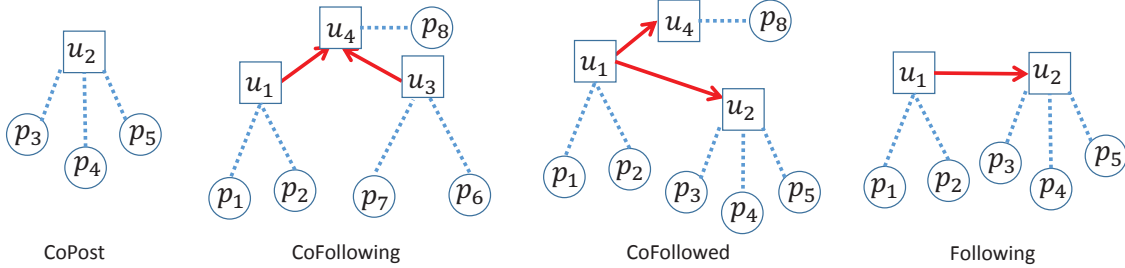 u₂
p₃
p₄
p₅
CoPost
u₄
p₈
u₁
u₃
p₁
p₂
p₇
p₆
CoFollowing
u₄
p₈
u₁
u₂
p₁
p₂
p₃
p₄
p₅
CoFollowed
u₁
u₂
p₁
p₂
p₃
p₄
p₅
Following